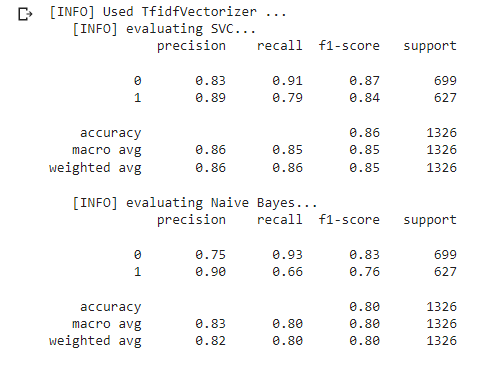 [INFO] Used TfidfVectorizer ...
[INFO] evaluating SVC...
precision recall f1-score support
0 0.83 0.91 0.87 699
1 0.89 0.79 0.84 627
accuracy 0.86 1326
macro avg 0.86 0.85 0.85 1326
weighted avg 0.86 0.86 0.85 1326
[INFO] evaluating Naive Bayes...
precision recall f1-score support
0 0.75 0.93 0.83 699
1 0.90 0.66 0.76 627
accuracy 0.80 1326
macro avg 0.83 0.80 0.80 1326
weighted avg 0.82 0.80 0.80 1326